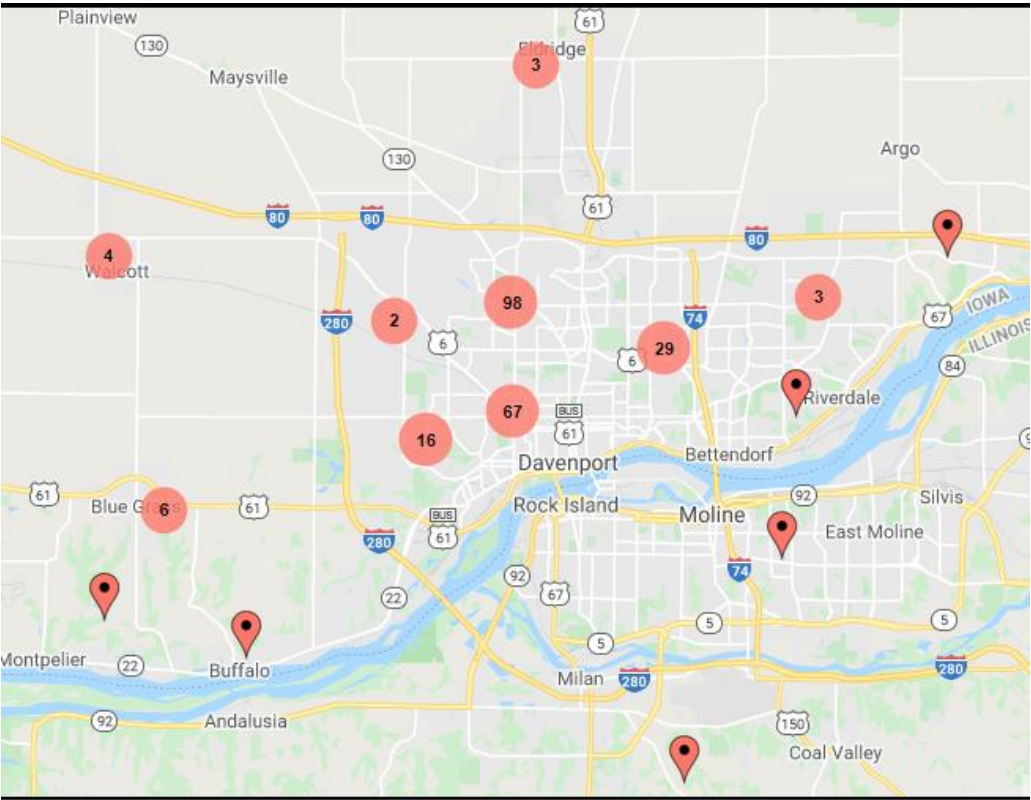 Plainview
61
130
Eldridge
3
Maysville
130
Argo
61
80
80
80
4
Walcott
98
3
IOWA
2
280
74
67
6
29
6
ILLINOIS
84
Riverdale
67
BUS
61
16
Bettendorf
Davenport
61
92
Silvis
Blue Grass
6
61
Rock Island
Moline
BUS
61
East Moline
280
74
92
22
67
5
5
5
Montpelier
22
Buffalo
Milan
280
280
92
Andalusia
150
Coal Valley